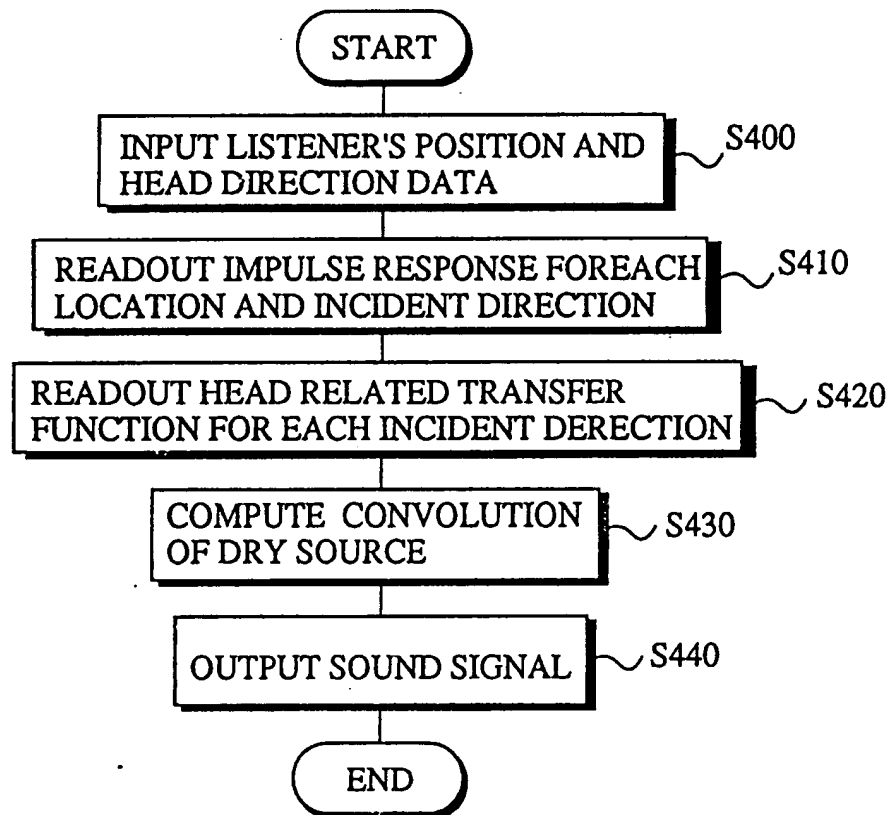 START
INPUT LISTENER'S POSITION AND
HEAD DIRECTION DATA
S400
READOUT IMPULSE RESPONSE FOREACH
LOCATION AND INCIDENT DIRECTION
S410
READOUT HEAD RELATED TRANSFER
FUNCTION FOR EACH INCIDENT DERECTION
S420
COMPUTE CONVOLUTION
OF DRY SOURCE
S430
OUTPUT SOUND SIGNAL
S440
END